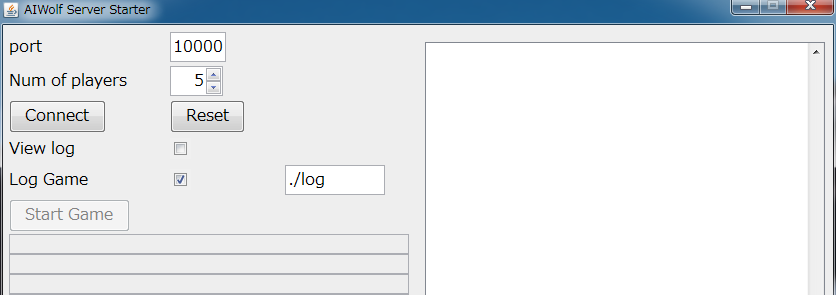 AIWolf Server Starter
port 10000
Num of players 5
Connect Reset
View log
Log Game ./log
Start Game